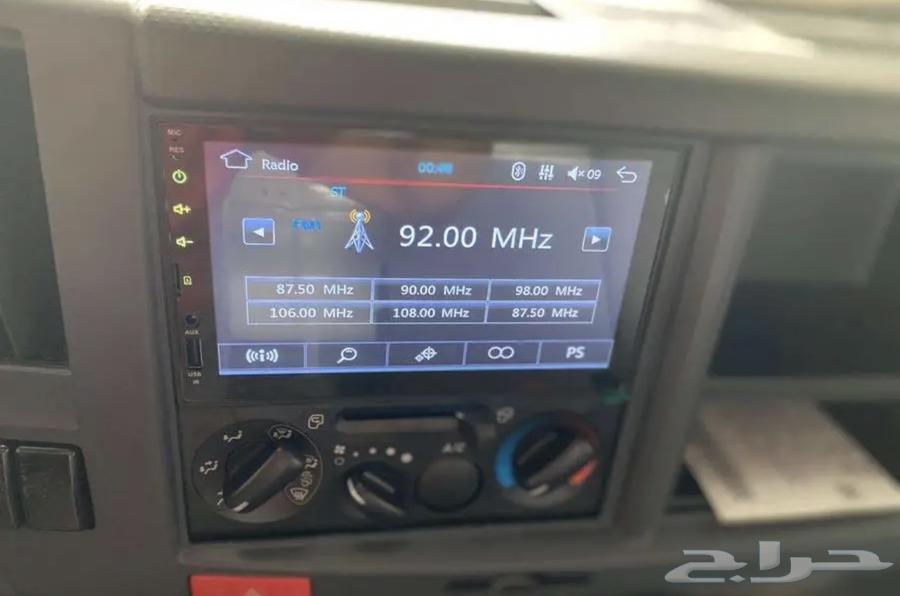 MIC
RES
Radio
00:48
09
ST
FM1
92.00 MHz
87.50 MHz
90.00 MHz
98.00 MHz
106.00 MHz
108.00 MHz
87.50 MHz
PS
AUX
USB
A/C
حراج